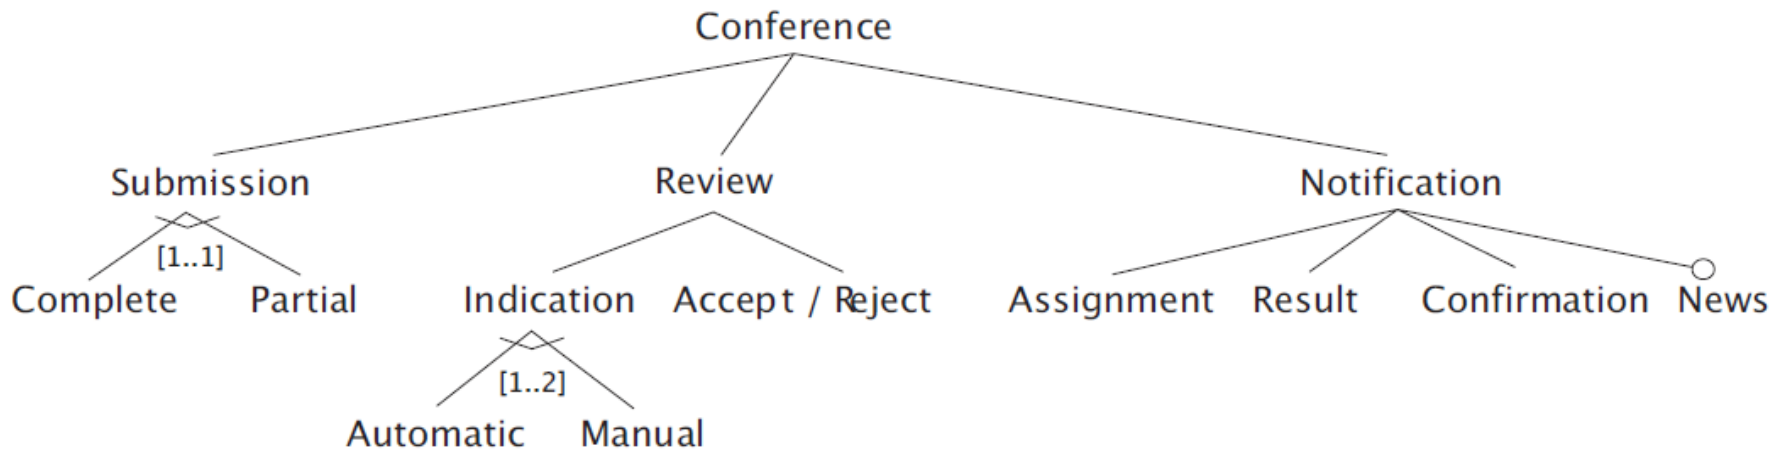 Conference
Submission Review Notification
[1..1]
Complete Partial Indication Accept / Reject Assignment Result Confirmation News
[1..2]
Automatic Manual